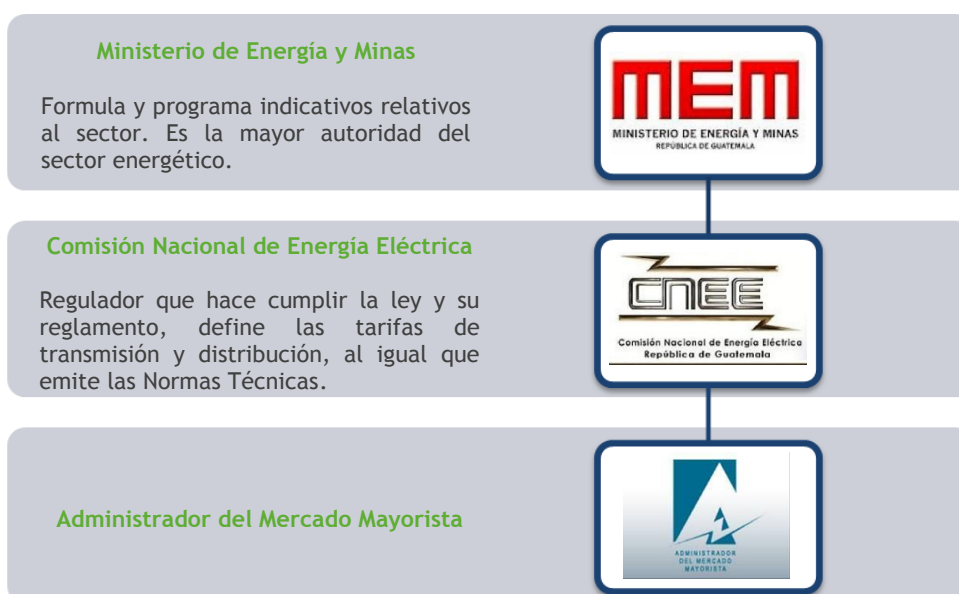 Ministerio de Energía y Minas
Formula y programa indicativos relativos
al sector. Es la mayor autoridad del
sector energético.
MEM
MINISTERIO DE ENERGÍA Y MINAS
REPÚBLICA DE GUATEMALA
Comisión Nacional de Energía Eléctrica
Regulador que hace cumplir la ley y su
reglamento, define las tarifas de
transmisión y distribución, al igual que
emite las Normas Técnicas.
CNEE
Comisión Nacional de Energía Eléctrica
República de Guatemala
Administrador del Mercado Mayorista
ADMINISTRADOR
DEL MERCADO
MAYORISTA